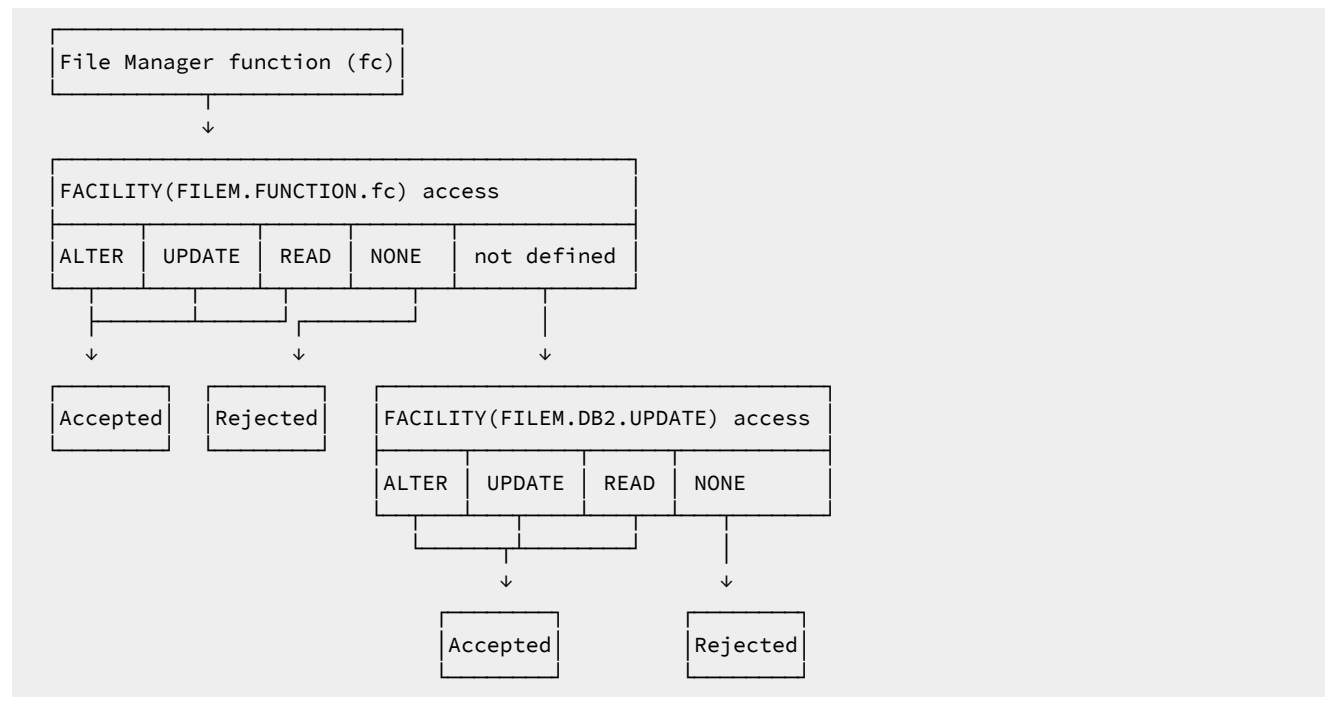 File Manager function (fc)
FACILITY(FILEM.FUNCTION.fc) access
ALTER UPDATE READ NONE not defined
Accepted Rejected FACILITY(FILEM.DB2.UPDATE) access
ALTER UPDATE READ NONE
Accepted Rejected